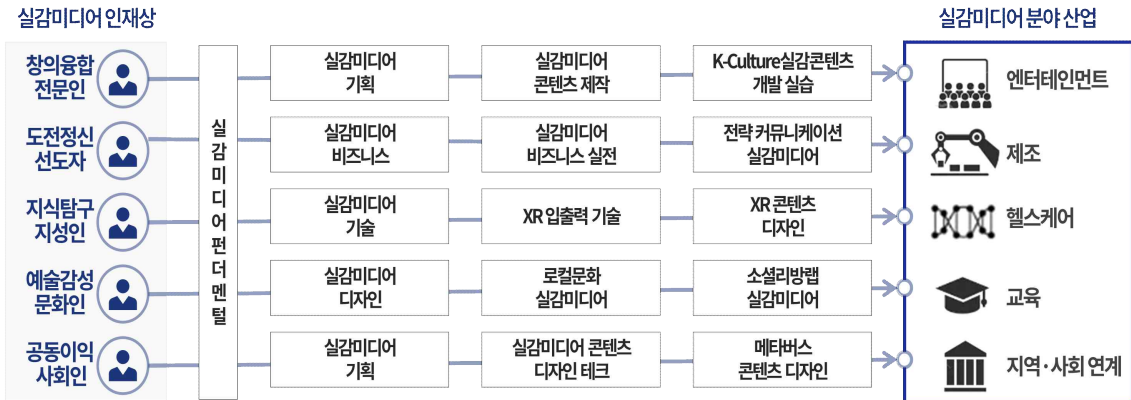 실감미디어 인재상
실감미디어 분야 산업
창의융합
전문인
실감미디어펀더멘털
실감미디어
기획
실감미디어
콘텐츠 제작
K-Culture실감콘텐츠
개발 실습
엔터테인먼트
도전정신
선도자
실감미디어
비즈니스
실감미디어
비즈니스 실전
전략 커뮤니케이션
실감미디어
제조
지식탐구
지성인
실감미디어
기술
XR 입출력 기술
XR 콘텐츠
디자인
헬스케어
예술감성
문화인
실감미디어
디자인
로컬문화
실감미디어
소셜리방랩
실감미디어
교육
공동이익
사회인
실감미디어
기획
실감미디어 콘텐츠
디자인 테크
메타버스
콘텐츠 디자인
지역·사회 연계